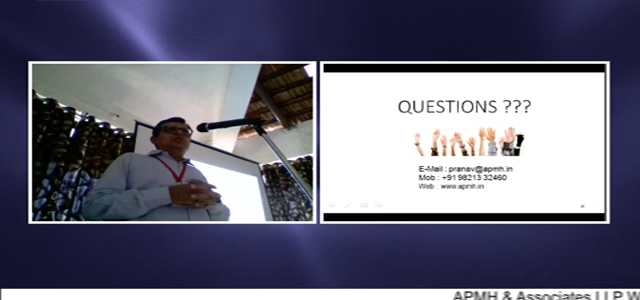 QUESTIONS ???
E-Mail : pranav@apmh.in
Mob : +91 98213 32460
Web : www.apmh.in
APMH & Associates LLP W